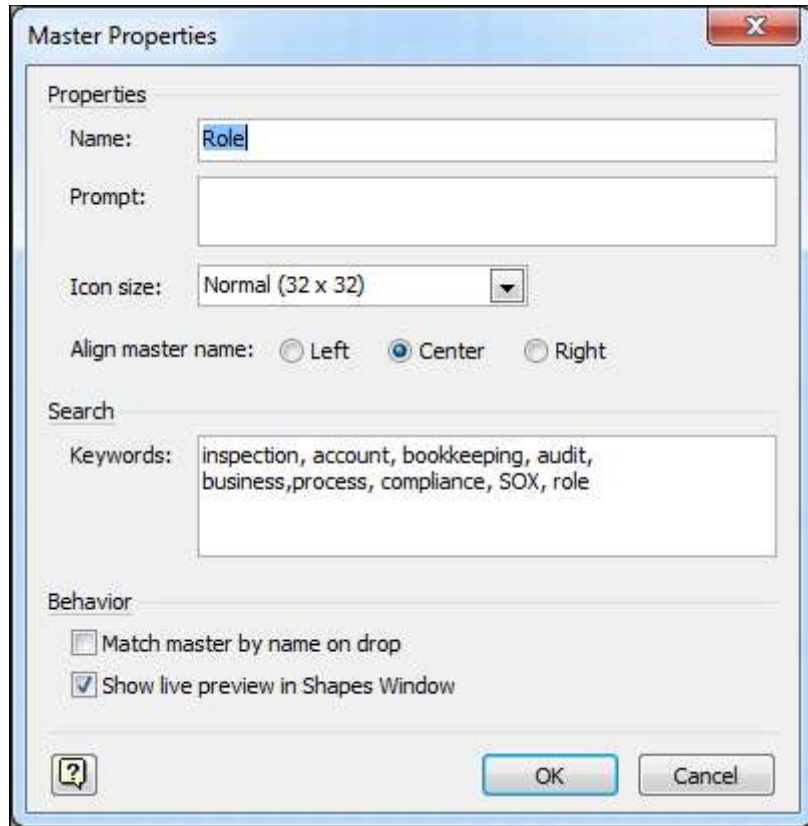 Master Properties
Properties
Name: Role
Prompt:
Icon size: Normal (32 x 32)
Align master name: Left Center Right
Search
Keywords: inspection, account, bookkeeping, audit,
business,process, compliance, SOX, role
Behavior
Match master by name on drop
Show live preview in Shapes Window
? OK Cancel